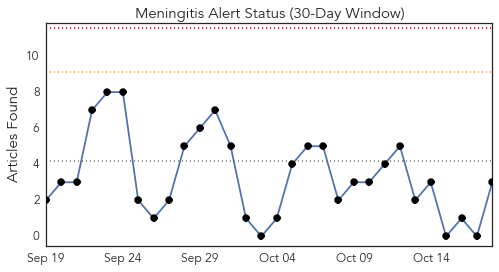 Meningitis Alert Status (30-Day Window)
Articles Found
10
8
6
4
2
0
Sep 19 Sep 24 Sep 29 Oct 04 Oct 09 Oct 14